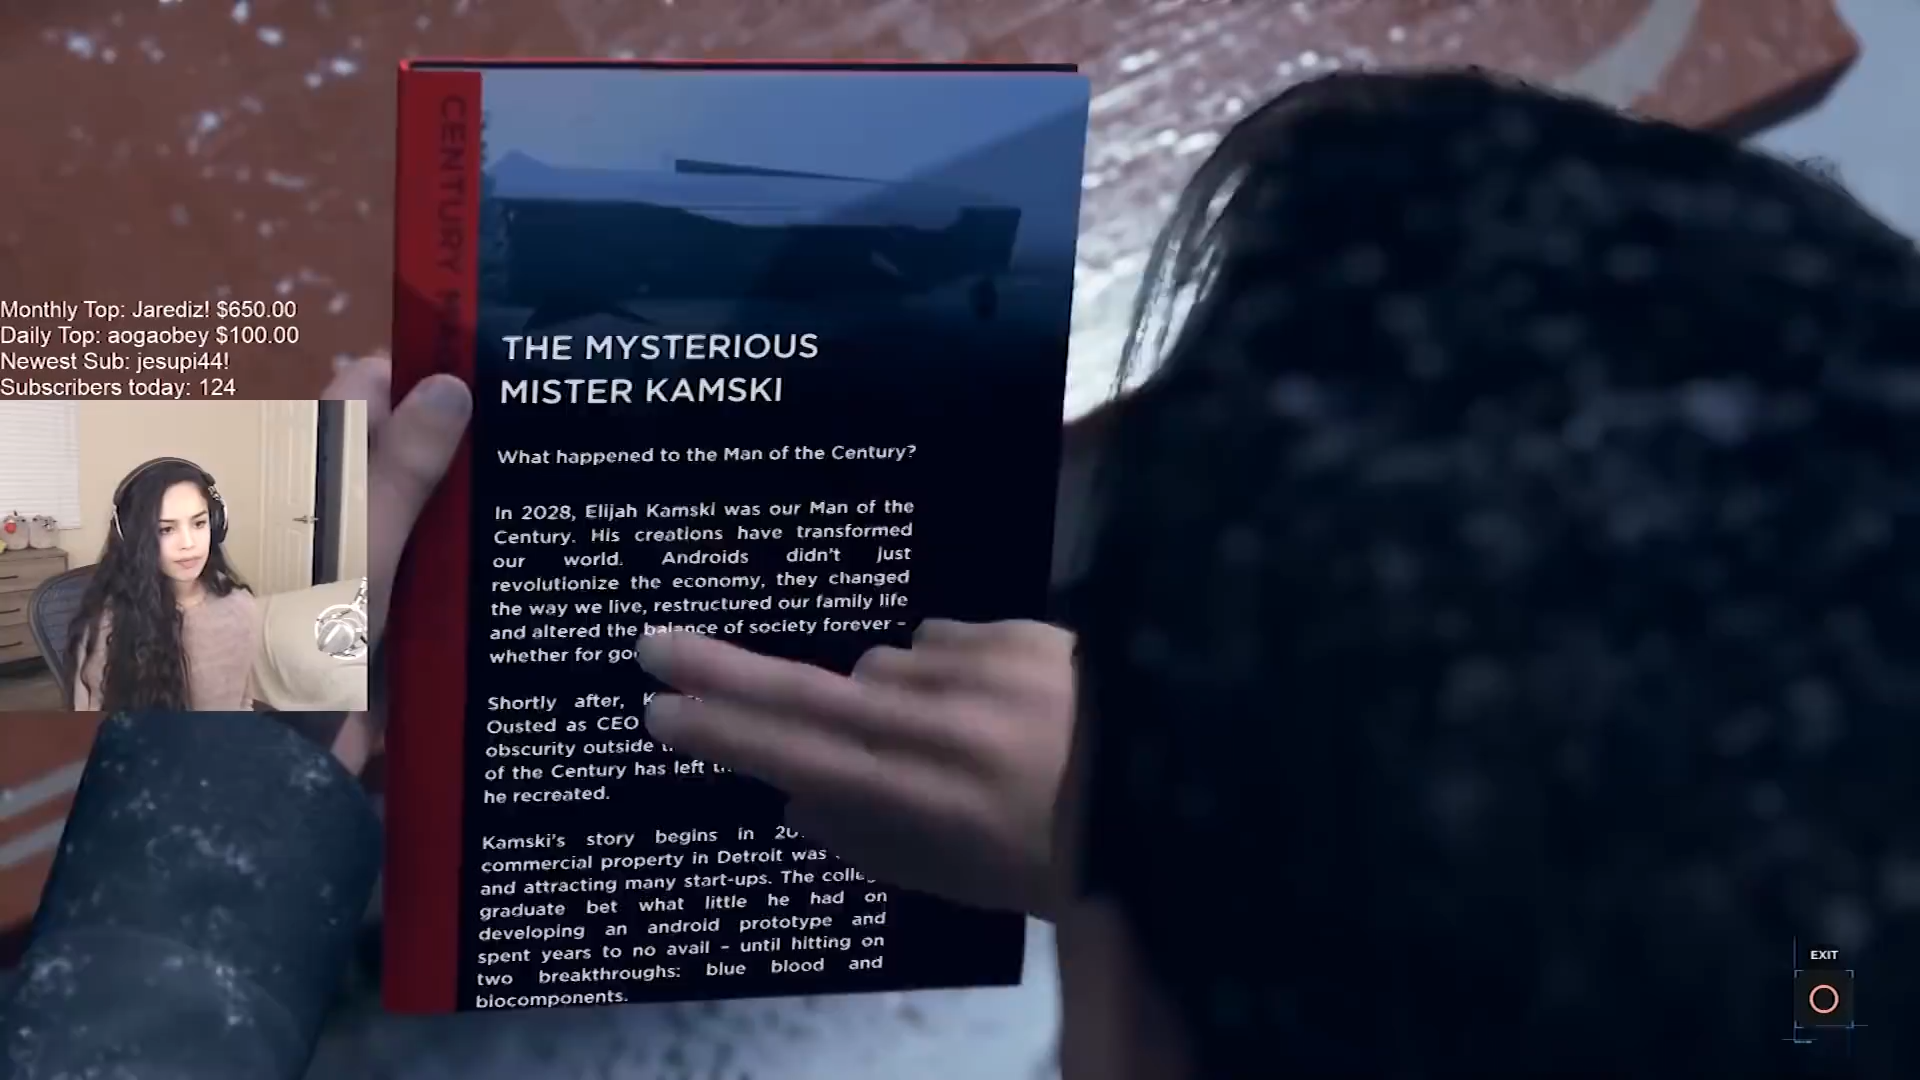 Monthly Top: Jarediz! $650.00
Daily Top: aogaobey $100.00
Newest Sub: jesupi44!
Subscribers today: 124
CENTURY
THE MYSTERIOUS
MISTER KAMSKI
What happened to the Man of the Century?
In 2028, Elijah Kamski was our Man of the
Century. His creations have transformed
our world. Androids didn't just
revolutionize the economy, they changed
the way we live, restructured our family life
and altered the balance of society forever –
whether for
Shortly after,
Ousted as CEO
obscurity outside
of the Century has left
he recreated.
Kamski's story begins in
commercial property in Detroit was
and attracting many start-ups. The
graduate bet what little he had on
developing an android prototype and
spent years to no avail – until hitting on
two breakthroughs: blue blood and
biocomponents.
EXIT